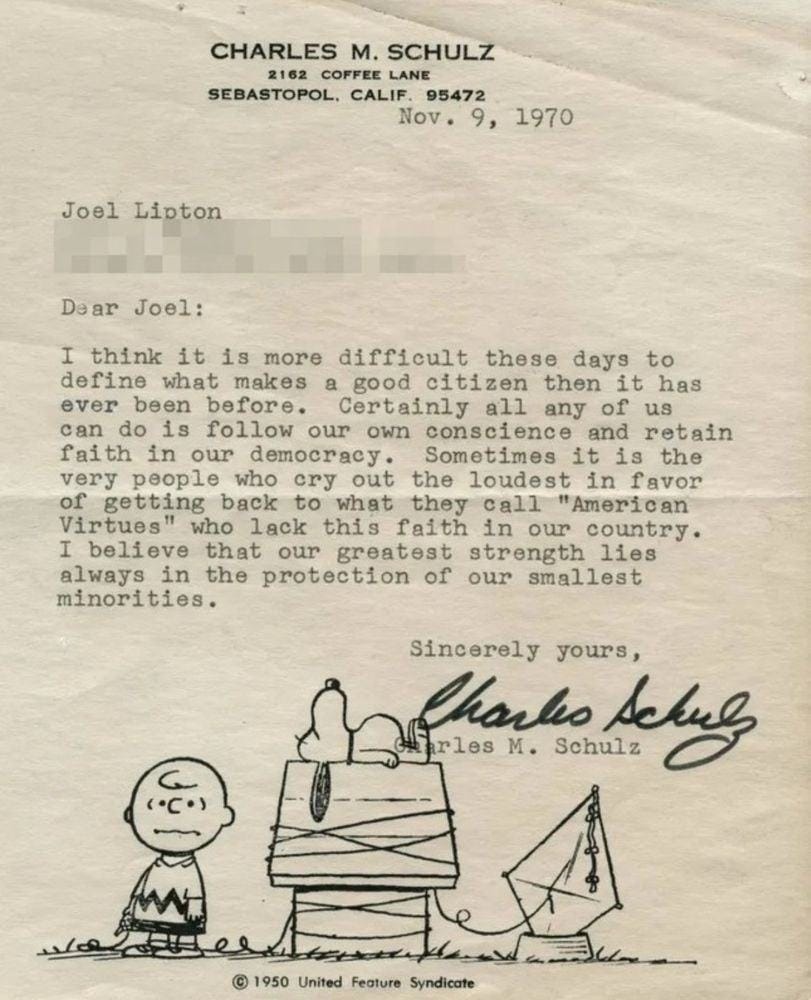 CHARLES M. SCHULZ
2162 COFFEE LANE
SEBASTOPOL, CALIF. 95472
Nov. 9, 1970
Joel Lipton
Dear Joel:
I think it is more difficult these days to
define what makes a good citizen then it has
ever been before. Certainly all any of us
can do is follow our own conscience and retain
faith in our democracy. Sometimes it is the
very people who cry out the loudest in favor
of getting back to what they call "American
Virtues" who lack this faith in our country.
I believe that our greatest strength lies
always in the protection of our smallest
minorities.
Sincerely yours,
Charles Schulz
Charles M. Schulz
© 1950 United Feature Syndicate